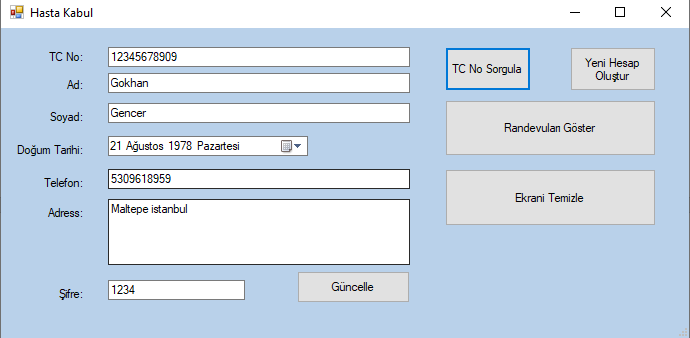 Hasta Kabul
TC No: 12345678909
Ad: Gokhan
Soyad: Gencer
Doğum Tarihi: 21 Ağustos 1978 Pazartesi
Telefon: 5309618959
Adress: Maltepe istanbul
Şifre: 1234
Güncelle
TC No Sorgula
Yeni Hesap
Oluştur
Randevuları Göster
Ekrani Temizle